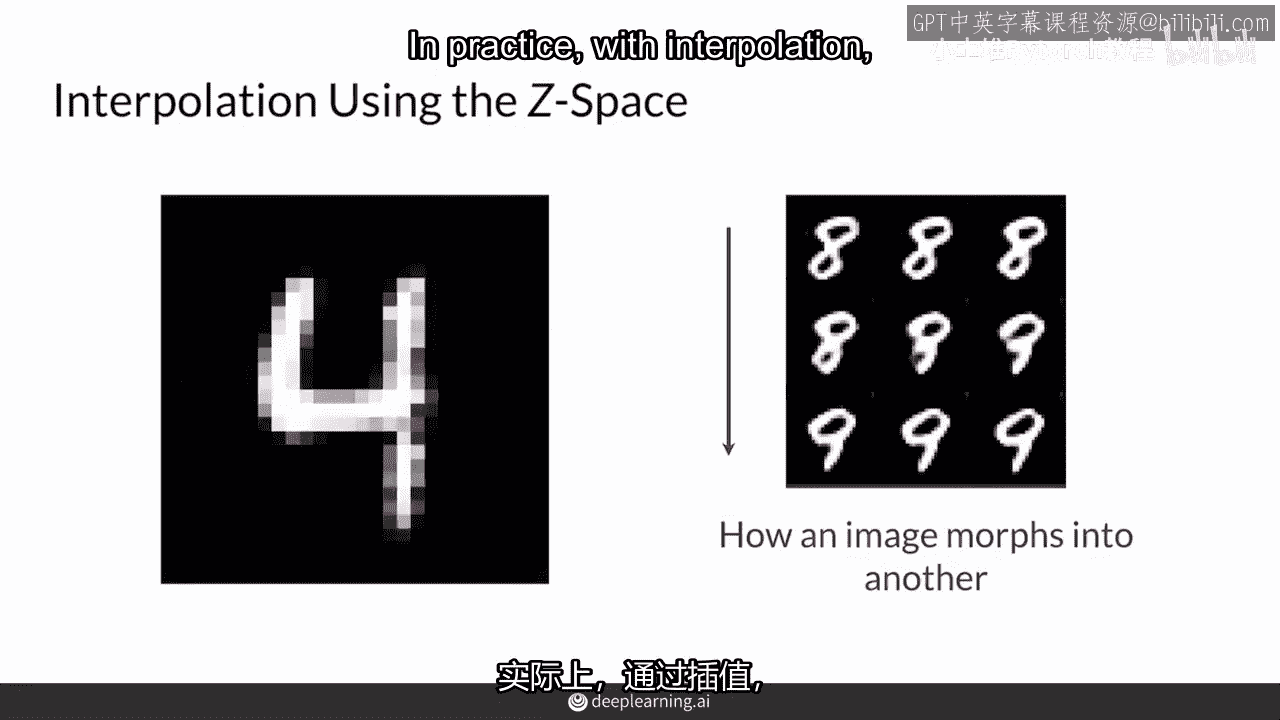 GPT中英字幕课程资源@bilibili.com
In practice, with interpolation,
Interpolation Using the Z-Space
4
8 8 8
8 9 9
9 9 9
How an image morphs into
another
实际上，通过插值，
deeplearning.ai